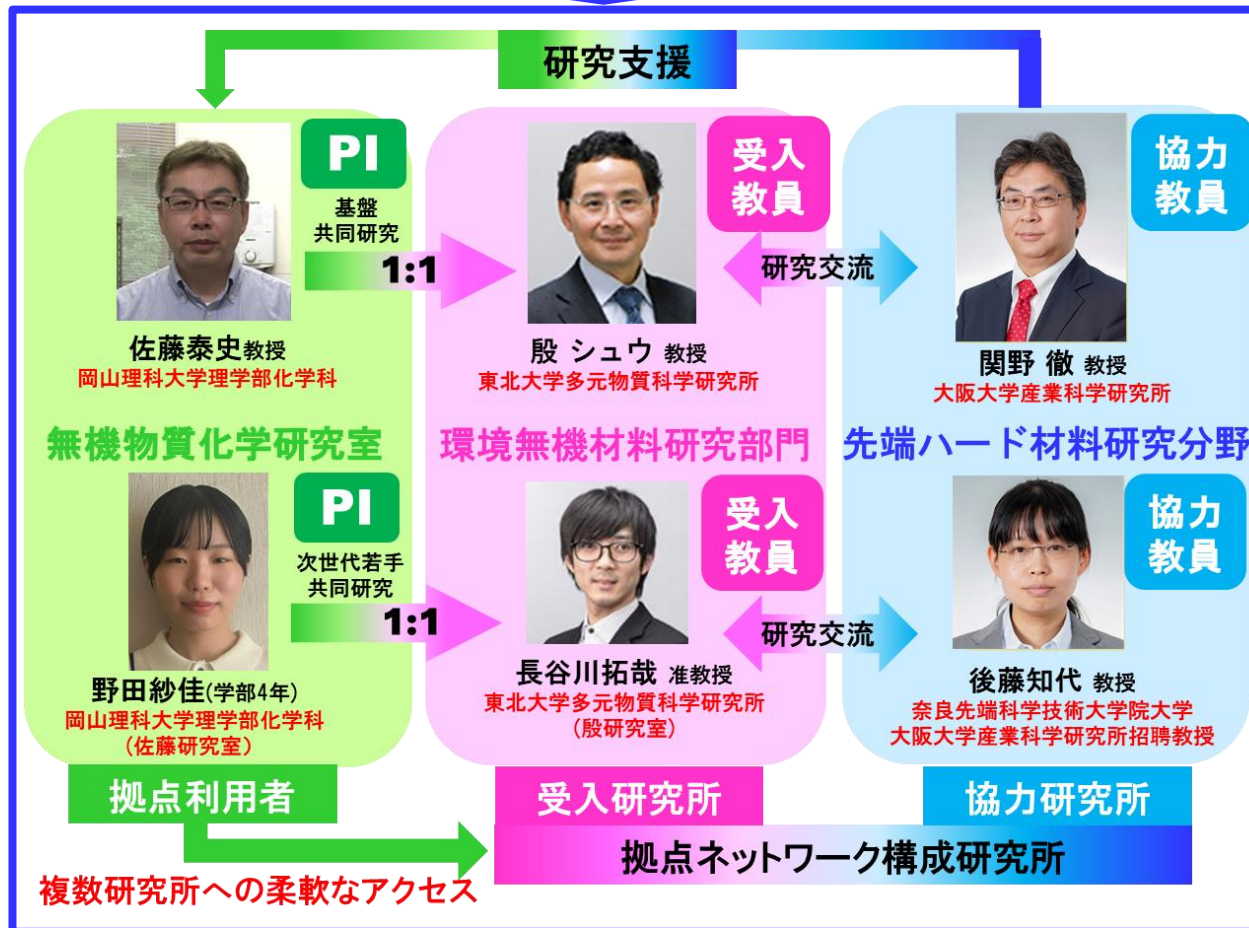 研究支援
PI
基盤
共同研究
1:1
受入
教員
研究交流
協力
教員
佐藤泰史教授
岡山理科大学理学部化学科
殷 シュウ 教授
東北大学多元物質科学研究所
関野 徹 教授
大阪大学産業科学研究所
無機物質化学研究室
環境無機材料研究部門
先端ハード材料研究分野
PI
次世代若手
共同研究
1:1
受入
教員
研究交流
協力
教員
野田紗佳(学部4年)
岡山理科大学理学部化学科
(佐藤研究室)
長谷川拓哉 准教授
東北大学多元物質科学研究所
(殷研究室)
後藤知代 教授
奈良先端科学技術大学院大学
大阪大学産業科学研究所招聘教授
拠点利用者
受入研究所
協力研究所
拠点ネットワーク構成研究所
複数研究所への柔軟なアクセス